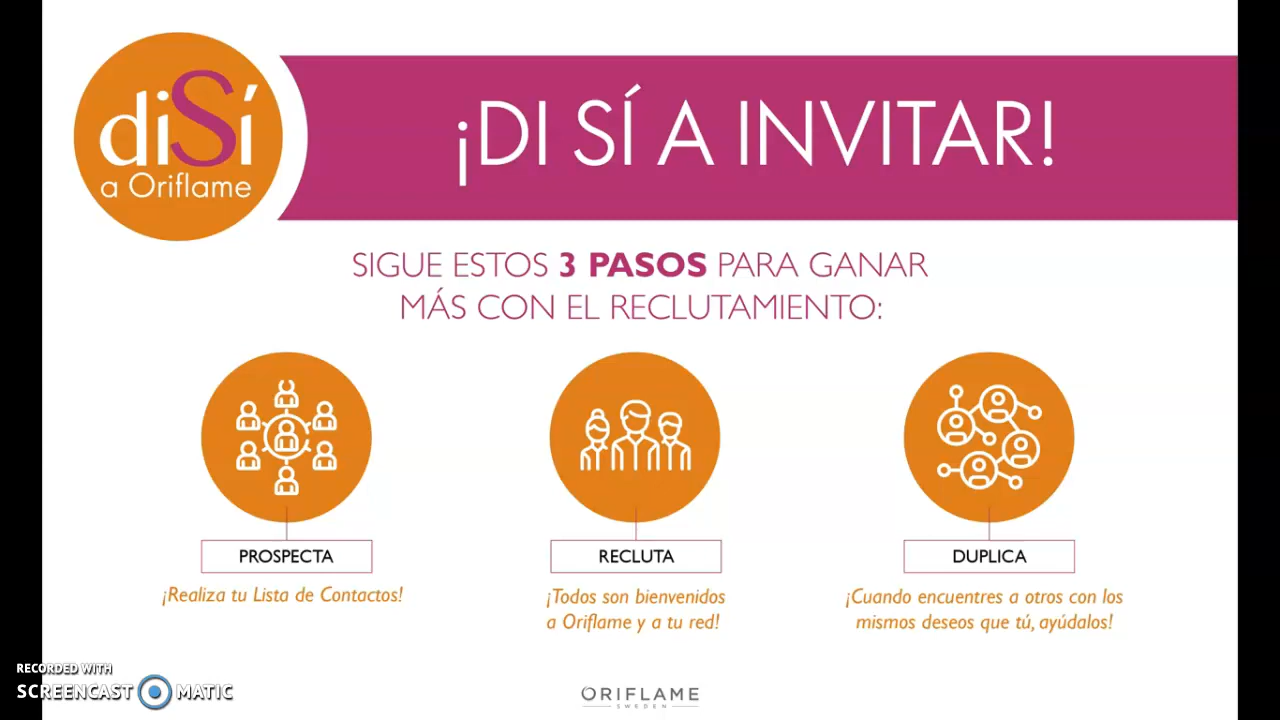 diSí
a Oriflame
¡DI SÍ A INVITAR!
SIGUE ESTOS 3 PASOS PARA GANAR
MÁS CON EL RECLUTAMIENTO:
PROSPECTA
¡Realiza tu Lista de Contactos!
RECLUTA
¡Todos son bienvenidos
a Oriflame y a tu red!
DUPLICA
¡Cuando encuentres a otros con los
mismos deseos que tú, ayúdalos!
RECORDED WITH
SCREENCAST MATIC
ORIFLAME
SWEDEN